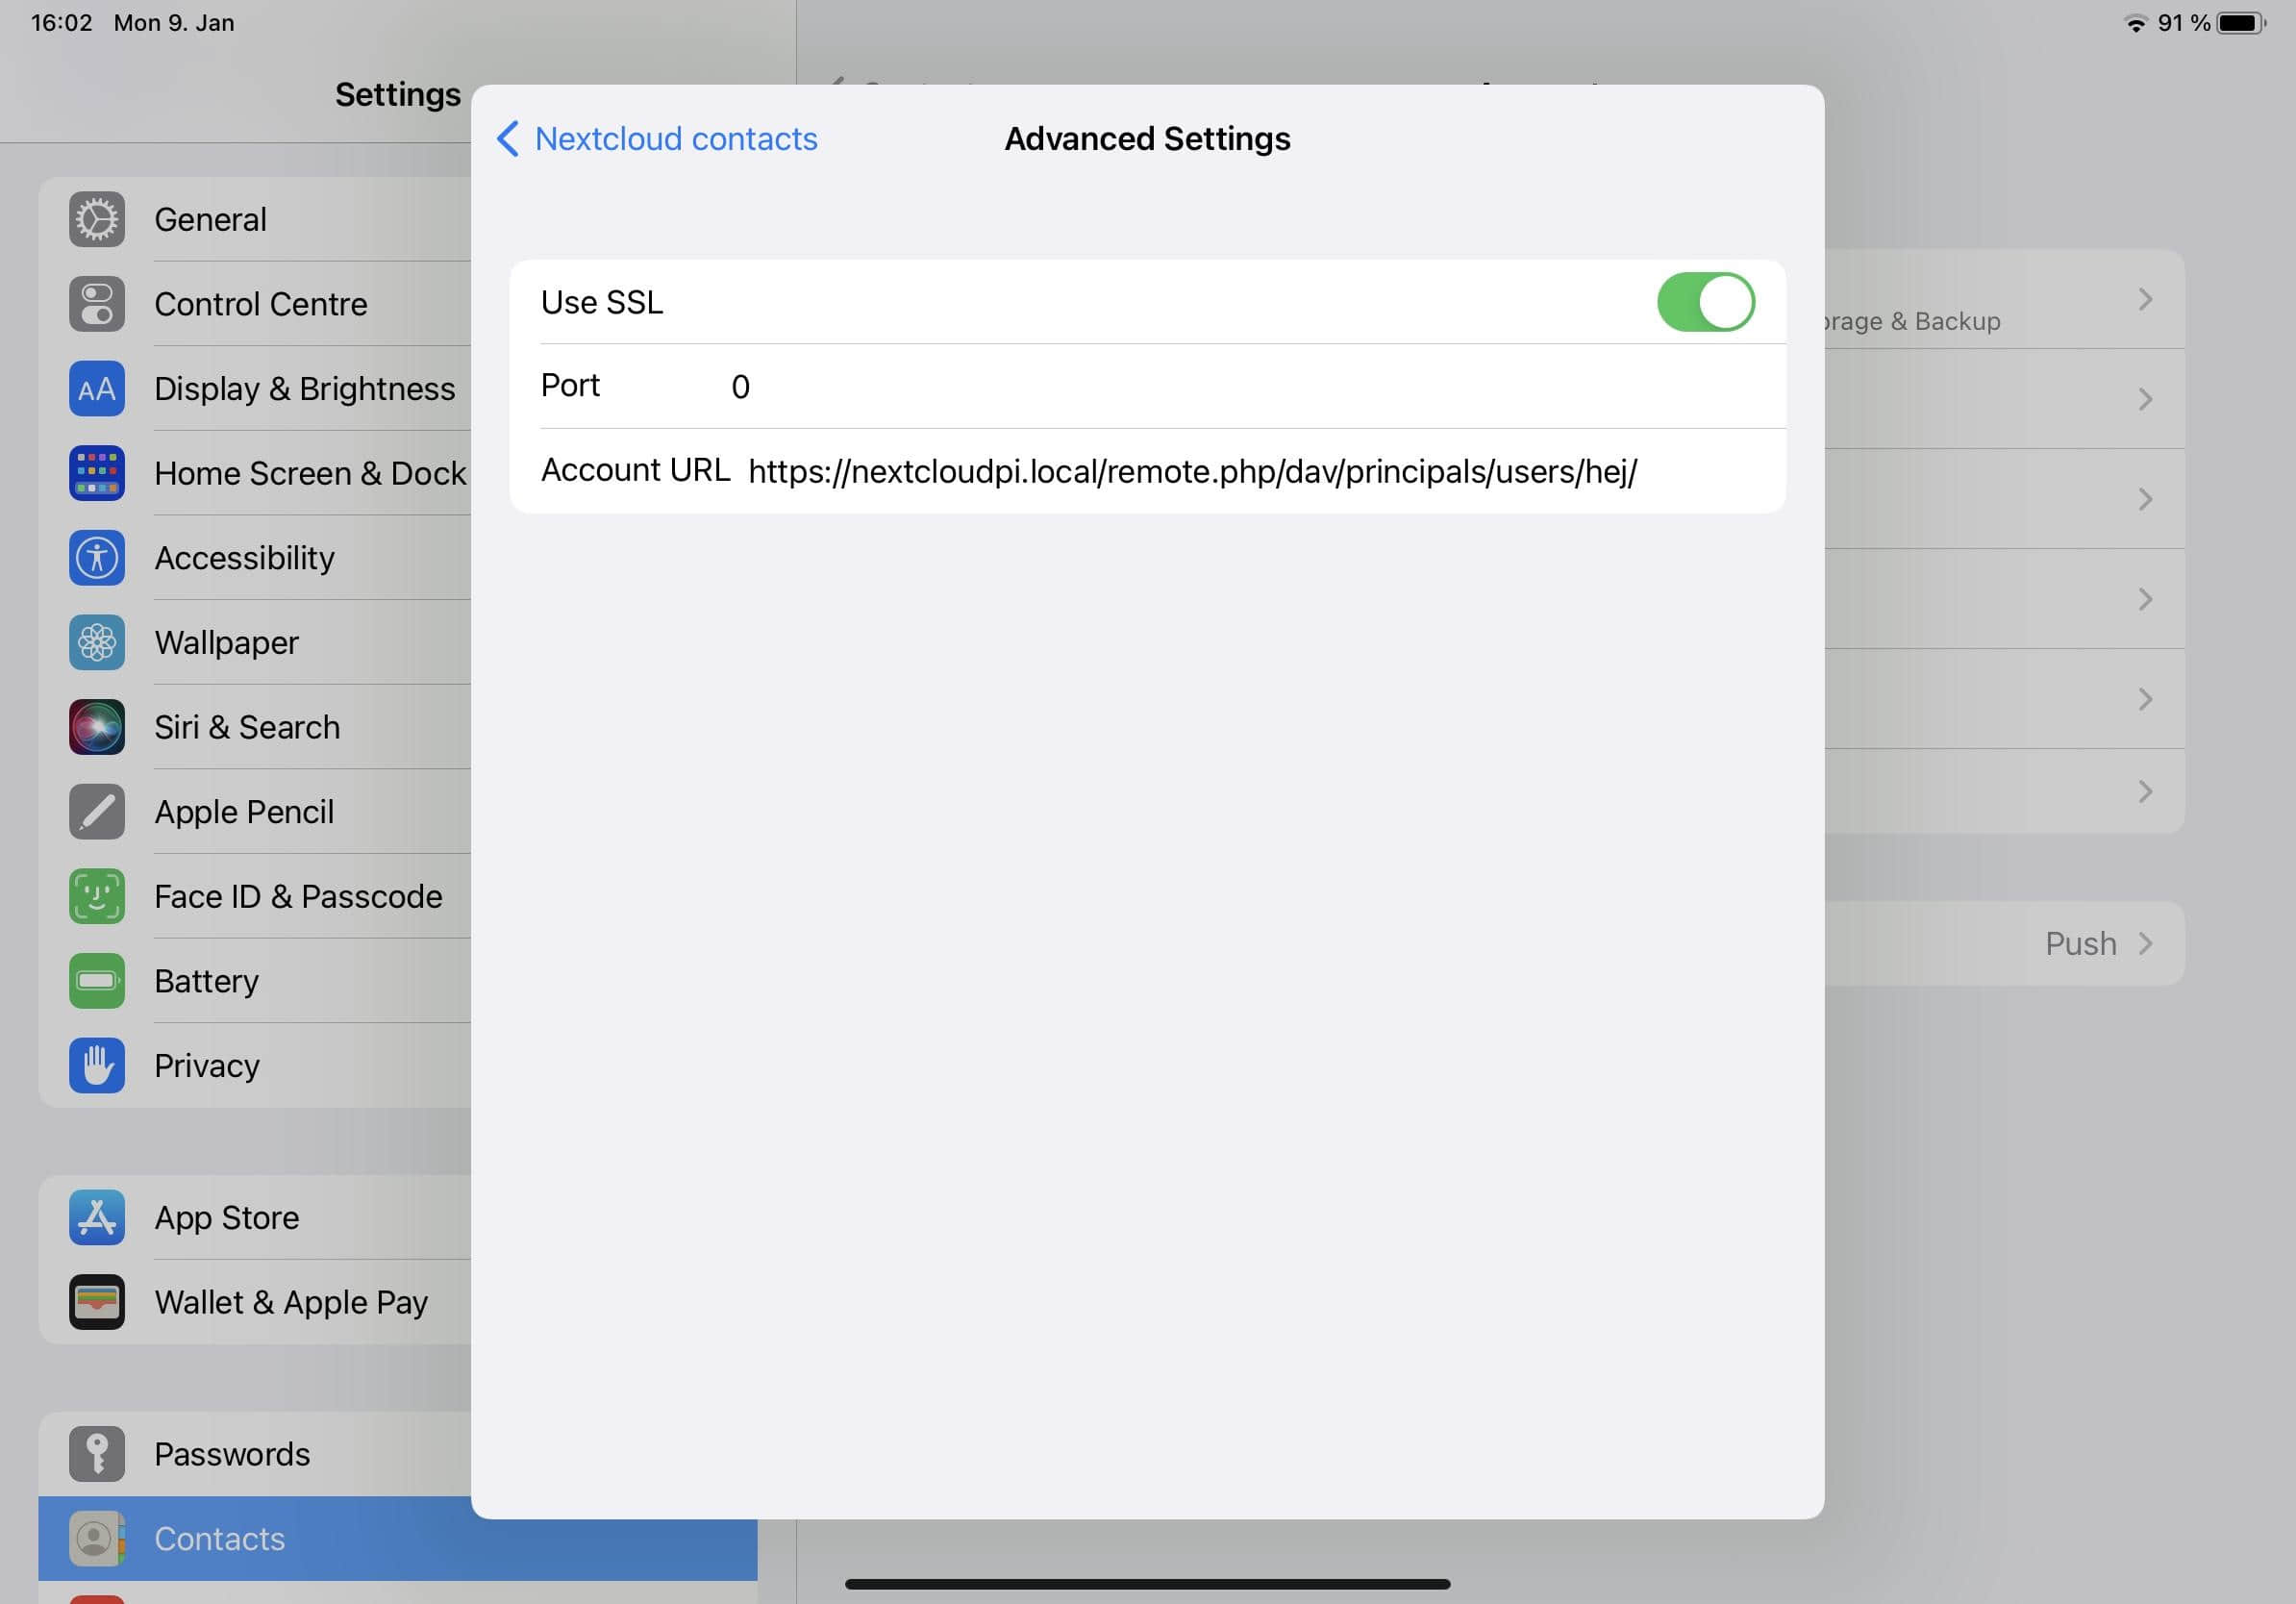 16:02 Mon 9. Jan
91 %
Settings
Nextcloud contacts
Advanced Settings
General
Control Centre
AA Display & Brightness
Home Screen & Dock
Accessibility
Wallpaper
Siri & Search
Apple Pencil
Face ID & Passcode
Battery
Privacy
App Store
Wallet & Apple Pay
Passwords
Contacts
Use SSL
Port 0
Account URL https://nextcloudpi.local/remote.php/dav/principals/users/hej/
& Backup
Push